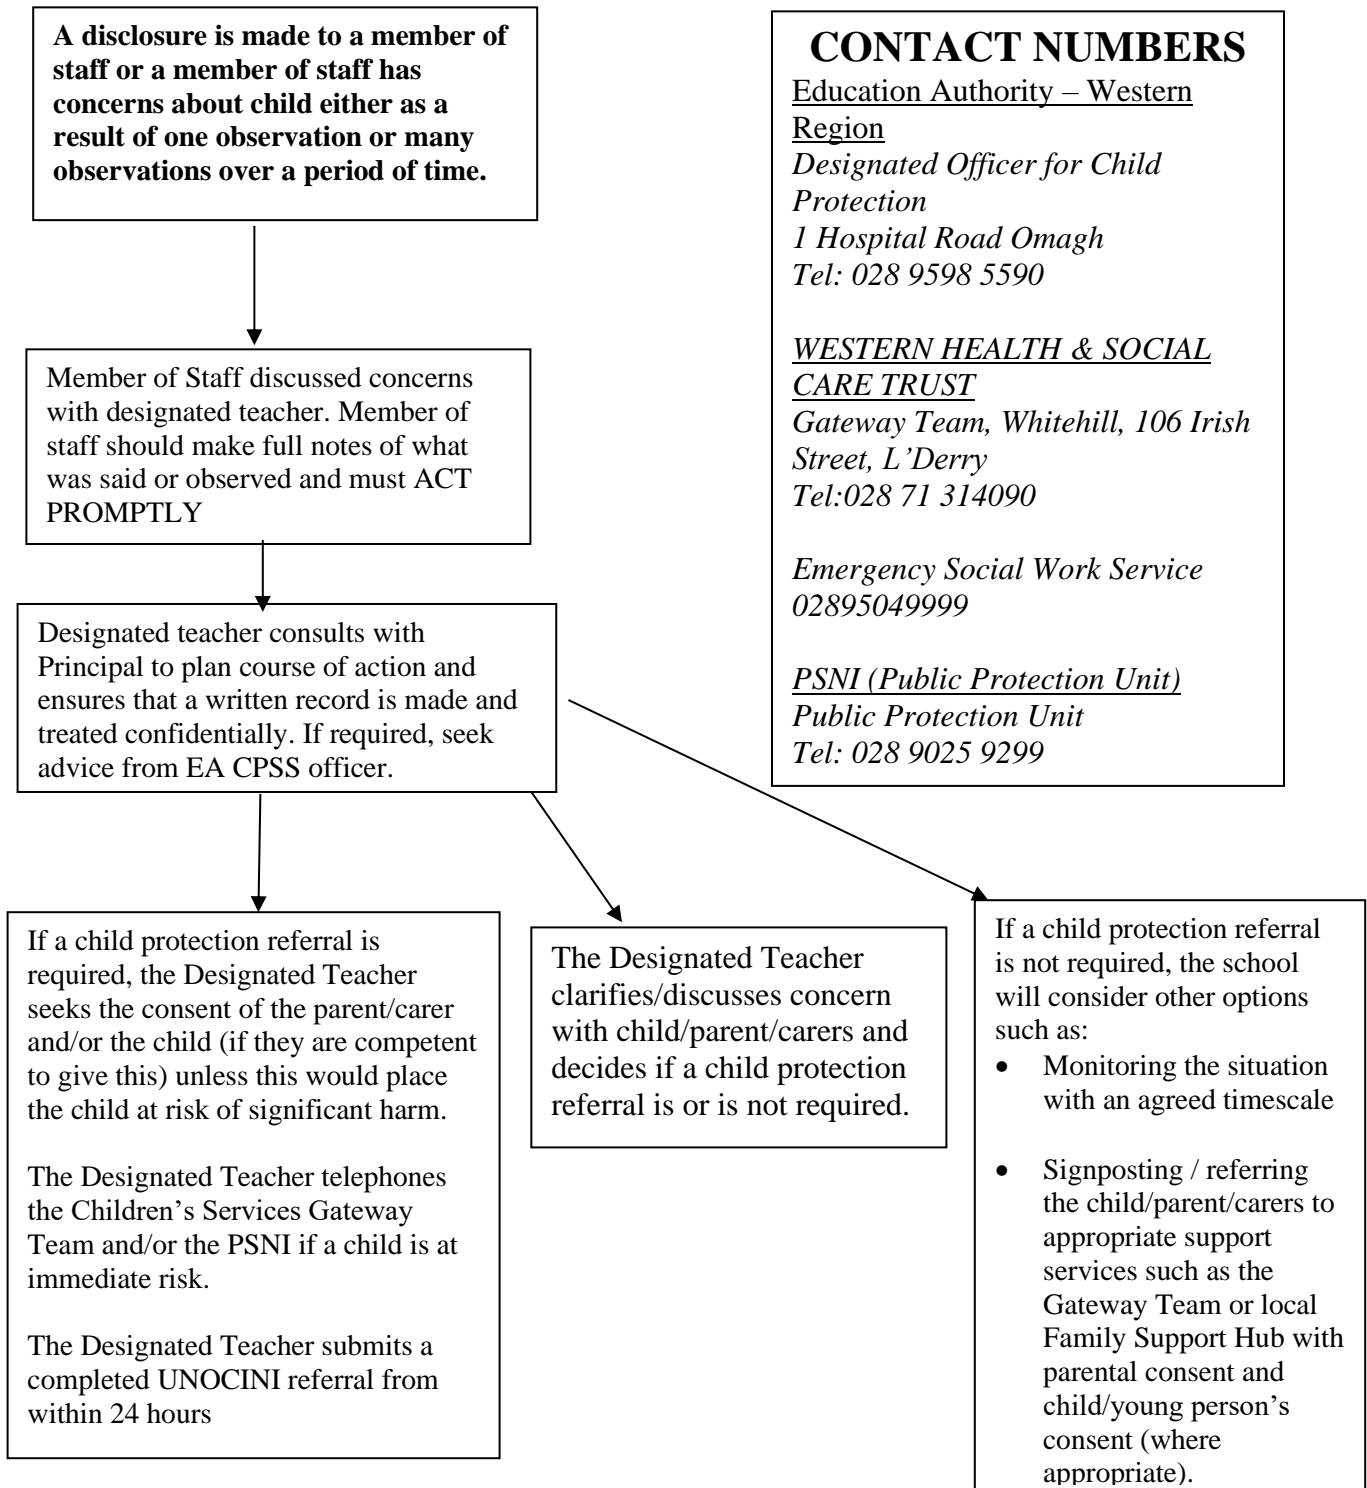 A disclosure is made to a member of
staff or a member of staff has
concerns about child either as a
result of one observation or many
observations over a period of time.
CONTACT NUMBERS
Education Authority – Western
Region
Designated Officer for Child
Protection
1 Hospital Road Omagh
Tel: 028 9598 5590
WESTERN HEALTH & SOCIAL
CARE TRUST
Gateway Team, Whitehill, 106 Irish
Street, L’Derry
Tel:028 71 314090
Emergency Social Work Service
02895049999
PSNI (Public Protection Unit)
Public Protection Unit
Tel: 028 9025 9299
Member of Staff discussed concerns
with designated teacher. Member of
staff should make full notes of what
was said or observed and must ACT
PROMPTLY
Designated teacher consults with
Principal to plan course of action and
ensures that a written record is made and
treated confidentially. If required, seek
advice from EA CPSS officer.
If a child protection referral is
required, the Designated Teacher
seeks the consent of the parent/carer
and/or the child (if they are competent
to give this) unless this would place
the child at risk of significant harm.
The Designated Teacher telephones
the Children’s Services Gateway
Team and/or the PSNI if a child is at
immediate risk.
The Designated Teacher submits a
completed UNOCINI referral from
within 24 hours
The Designated Teacher
clarifies/discusses concern
with child/parent/carers and
decides if a child protection
referral is or is not required.
If a child protection referral
is not required, the school
will consider other options
such as:
• Monitoring the situation
with an agreed timescale
• Signposting / referring
the child/parent/carers to
appropriate support
services such as the
Gateway Team or local
Family Support Hub with
parental consent and
child/young person’s
consent (where
appropriate).